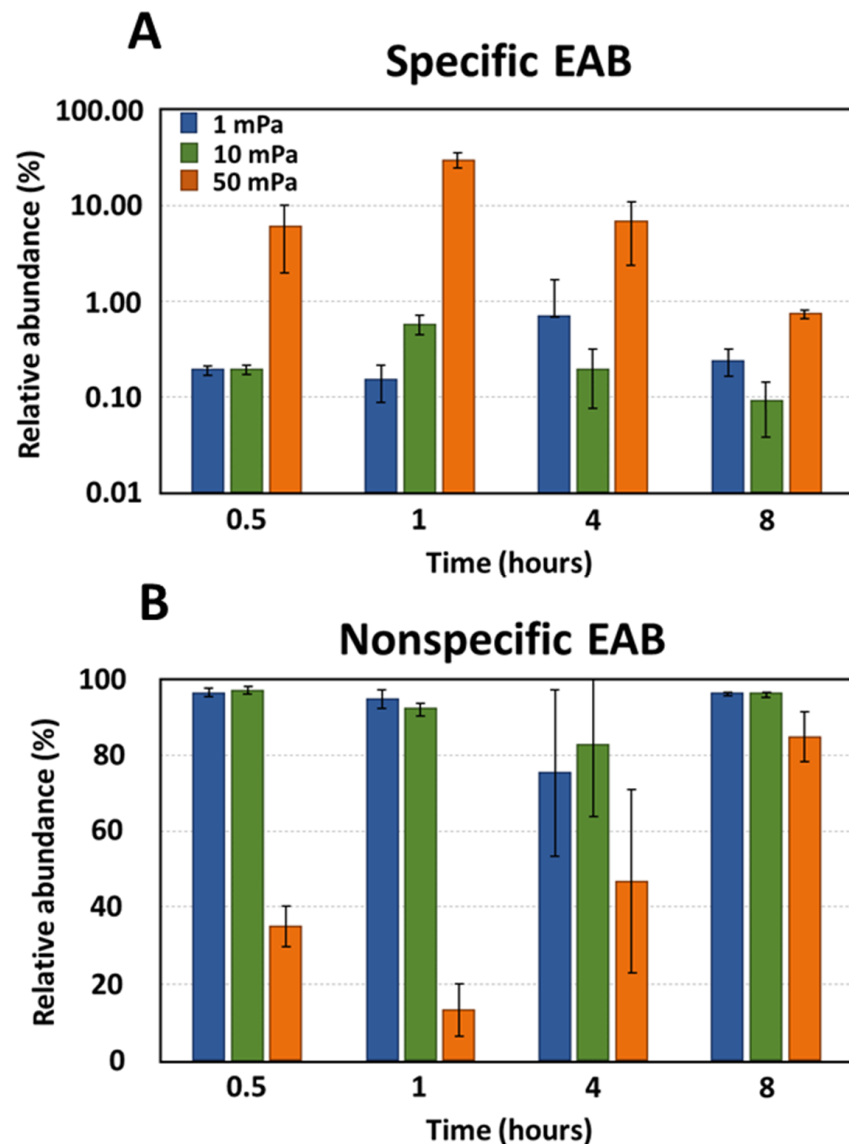 A
Specific EAB
Relative abundance (%)
100.00
10.00
1.00
0.10
0.01
1 mPa
10 mPa
50 mPa
0.5 1 4 8
Time (hours)
B
Nonspecific EAB
Relative abundance (%)
100
80
60
40
20
0
0.5 1 4 8
Time (hours)